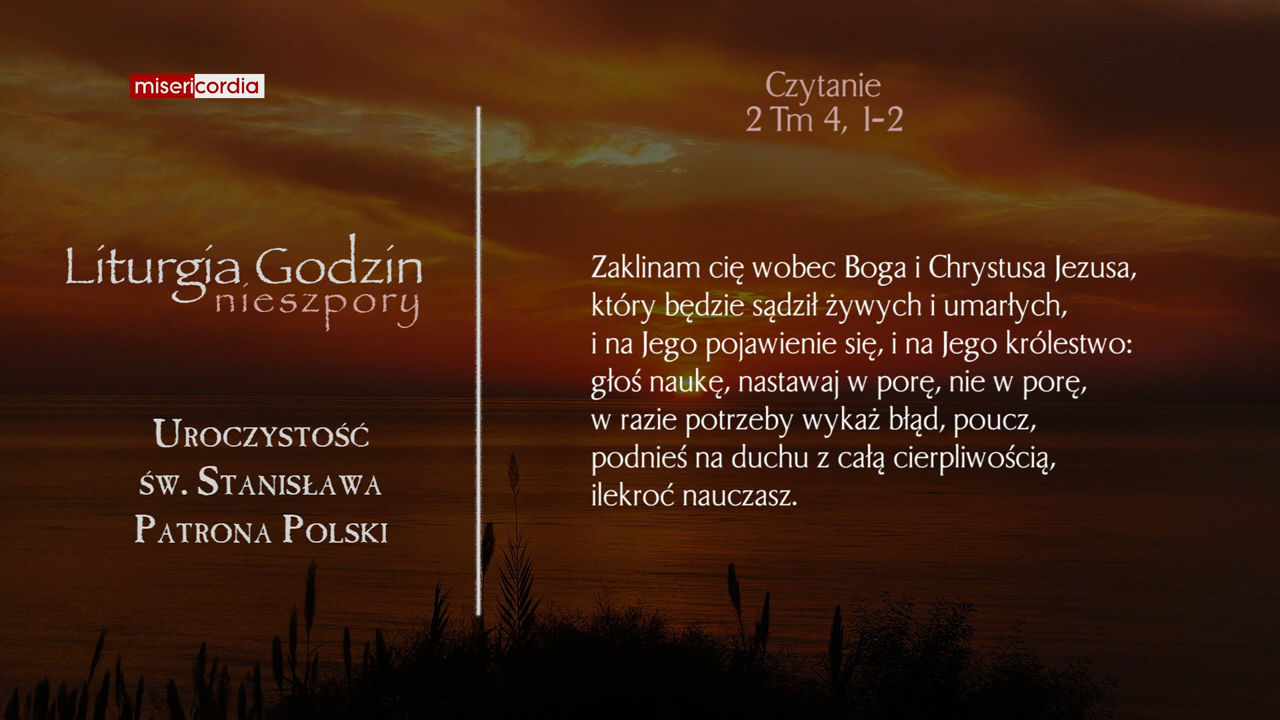 misericordia
Liturgia Godzin
nieszpory
Uroczystość
św. Stanisława
Patrona Polski
Czytanie
2 Tm 4, 1-2
Zaklinam cię wobec Boga i Chrystusa Jezusa,
który będzie sądził żywych i umarłych,
i na Jego pojawienie się, i na Jego królestwo:
głoś naukę, nastawaj w porę, nie w porę,
w razie potrzeby wykaż błąd, poucz,
podnieś na duchu z całą cierpliwością,
ilekroć nauczasz.